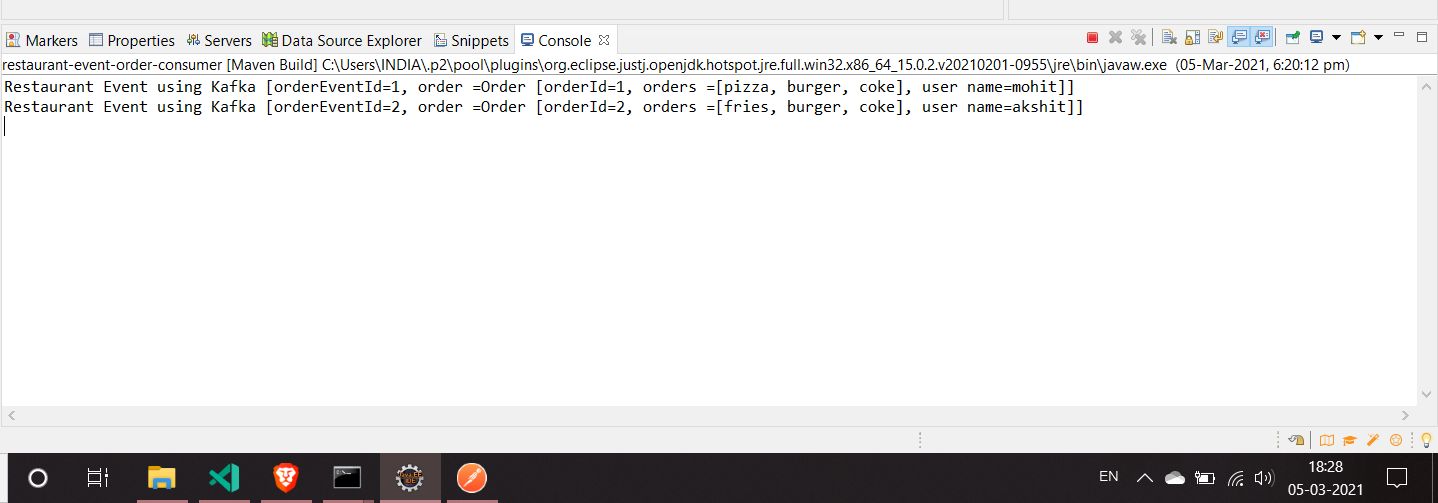 Markers Properties Servers Data Source Explorer Snippets Console
restaurant-event-order-consumer [Maven Build] C:\Users\INDIA\.p2\pool\plugins\org.eclipse.justj.openjdk.hotspot.jre.full.win32.x86_64_15.0.2.v20210201-0955\jre\bin\javaw.exe (05-Mar-2021, 6:20:12 pm)
Restaurant Event using Kafka [orderEventId=1, order =Order [orderId=1, orders =[pizza, burger, coke], user name=mohit]]
Restaurant Event using Kafka [orderEventId=2, order =Order [orderId=2, orders =[fries, burger, coke], user name=akshit]]
EN
18:28
05-03-2021